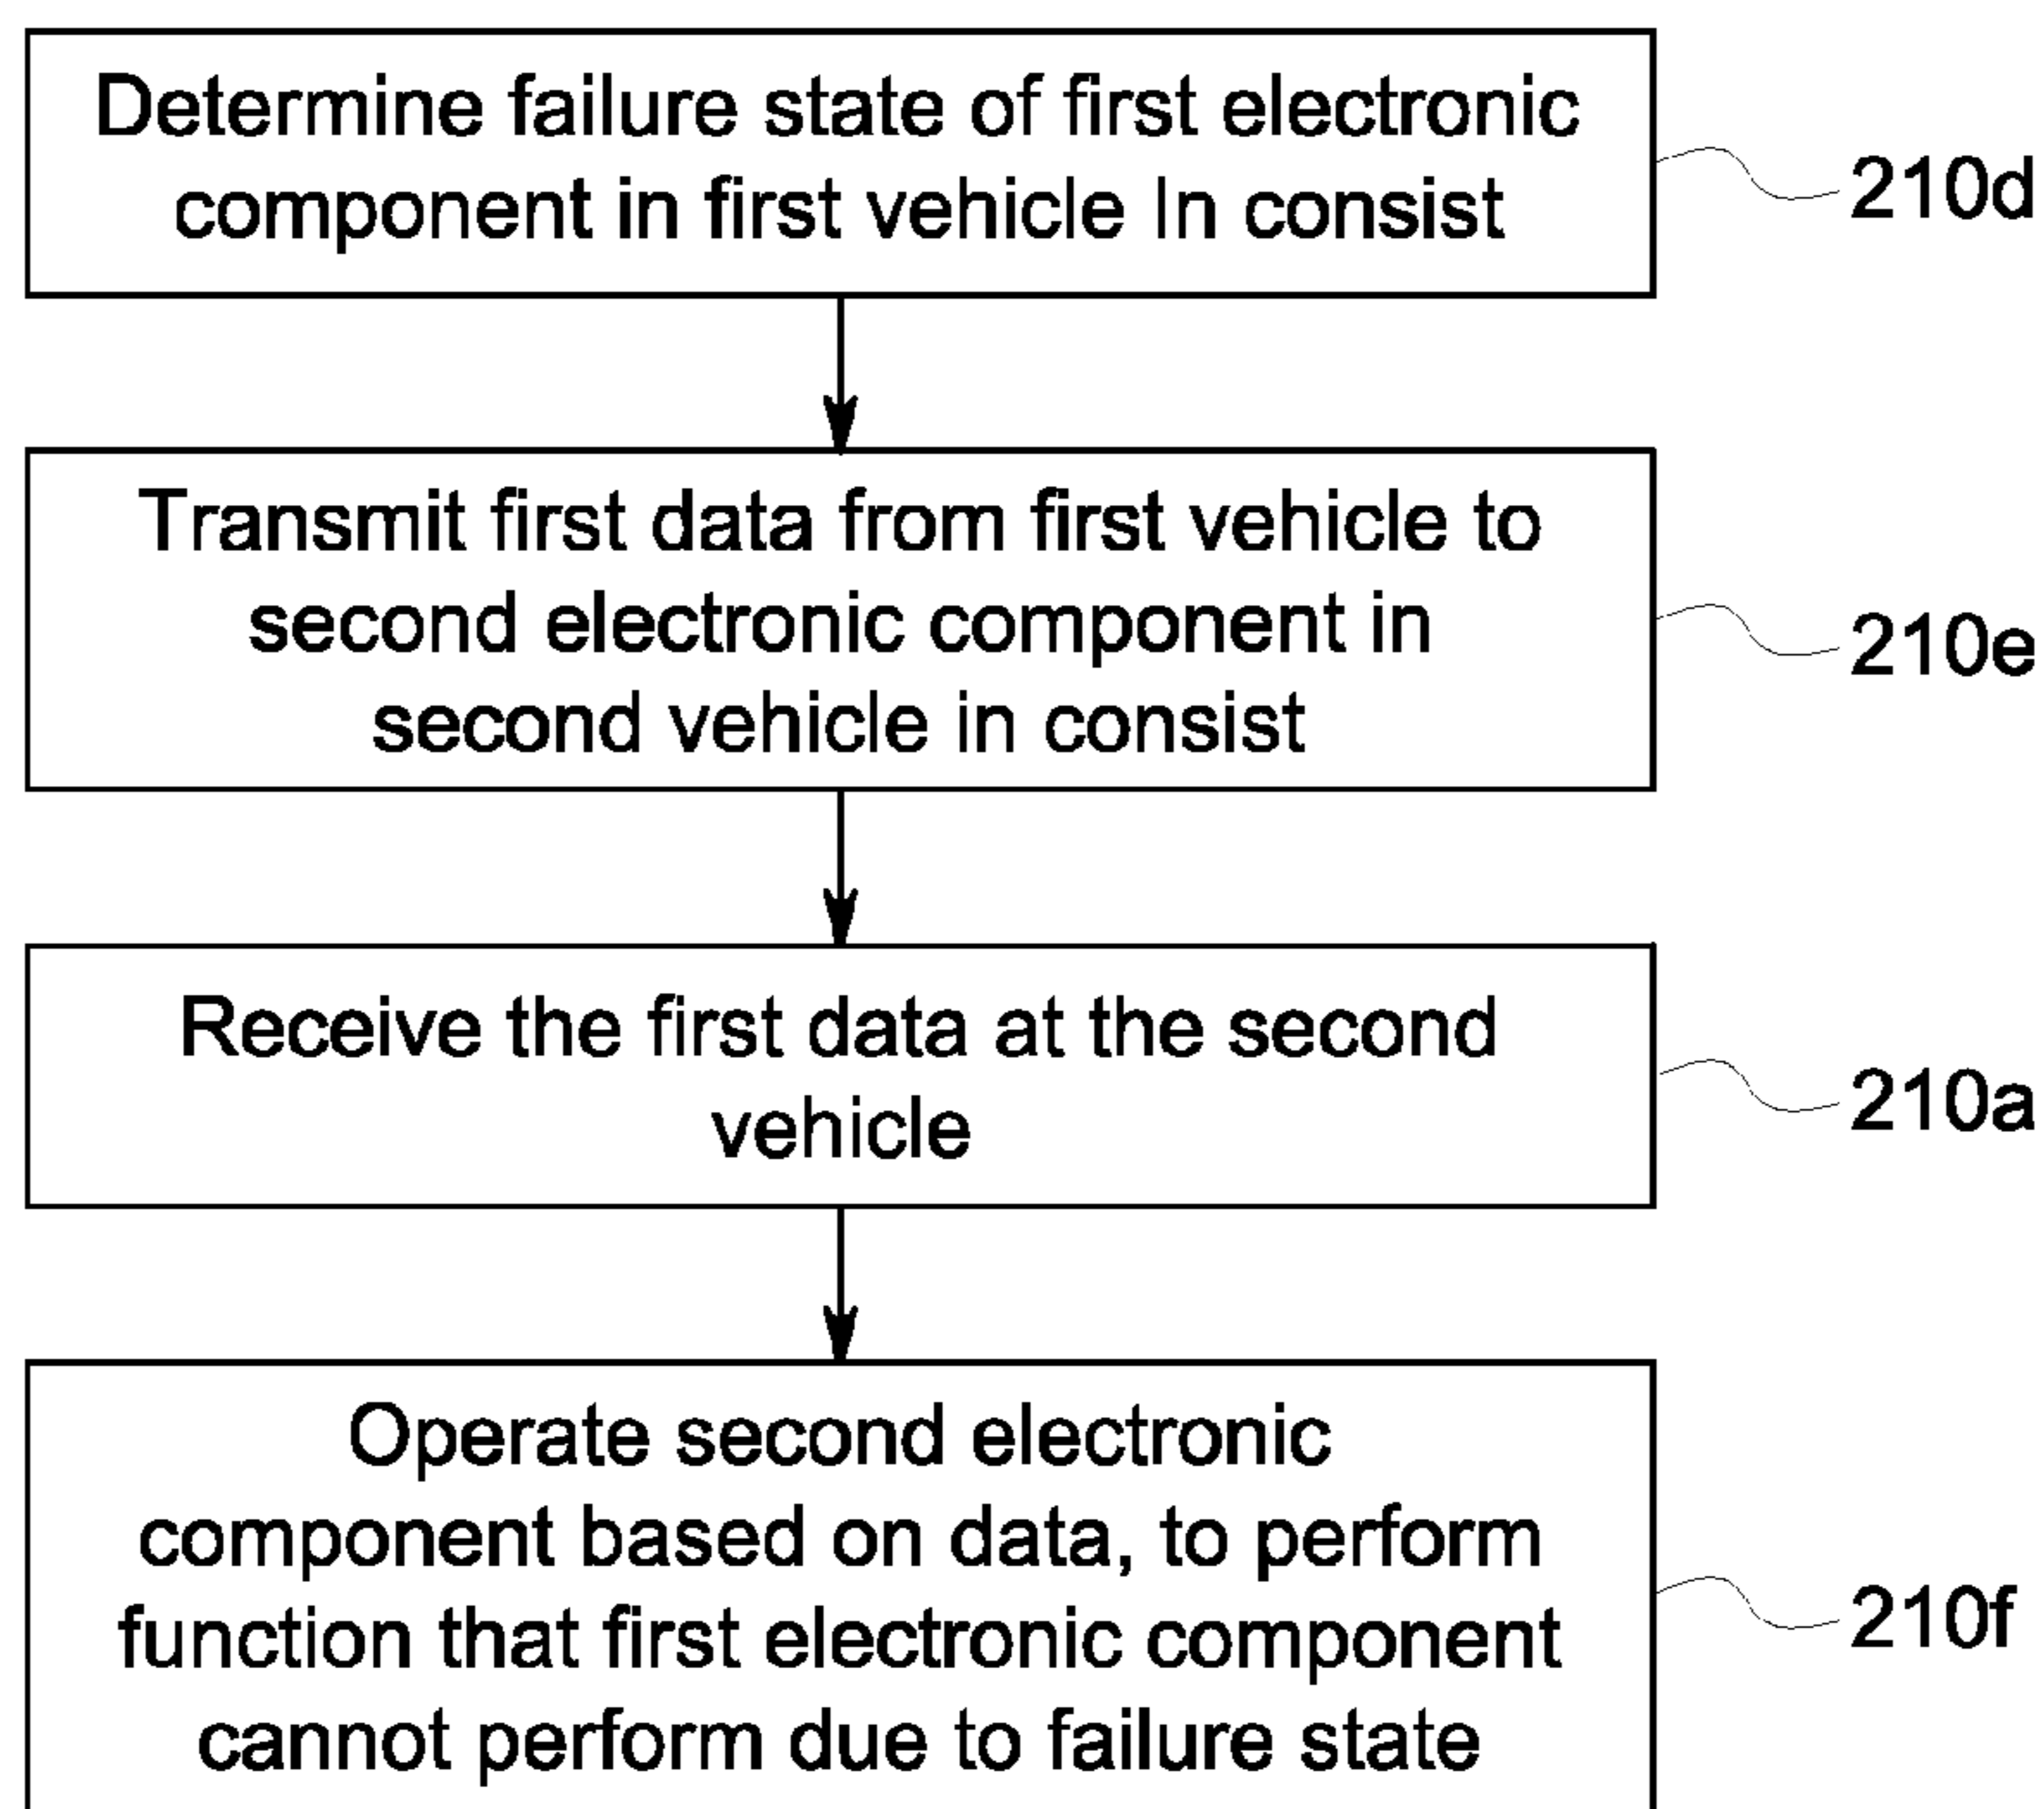 Determine failure state of first electronic
component in first vehicle In consist
210d
Transmit first data from first vehicle to
second electronic component in
second vehicle in consist
210e
Receive the first data at the second
vehicle
210a
Operate second electronic
component based on data, to perform
function that first electronic component
cannot perform due to failure state
210f